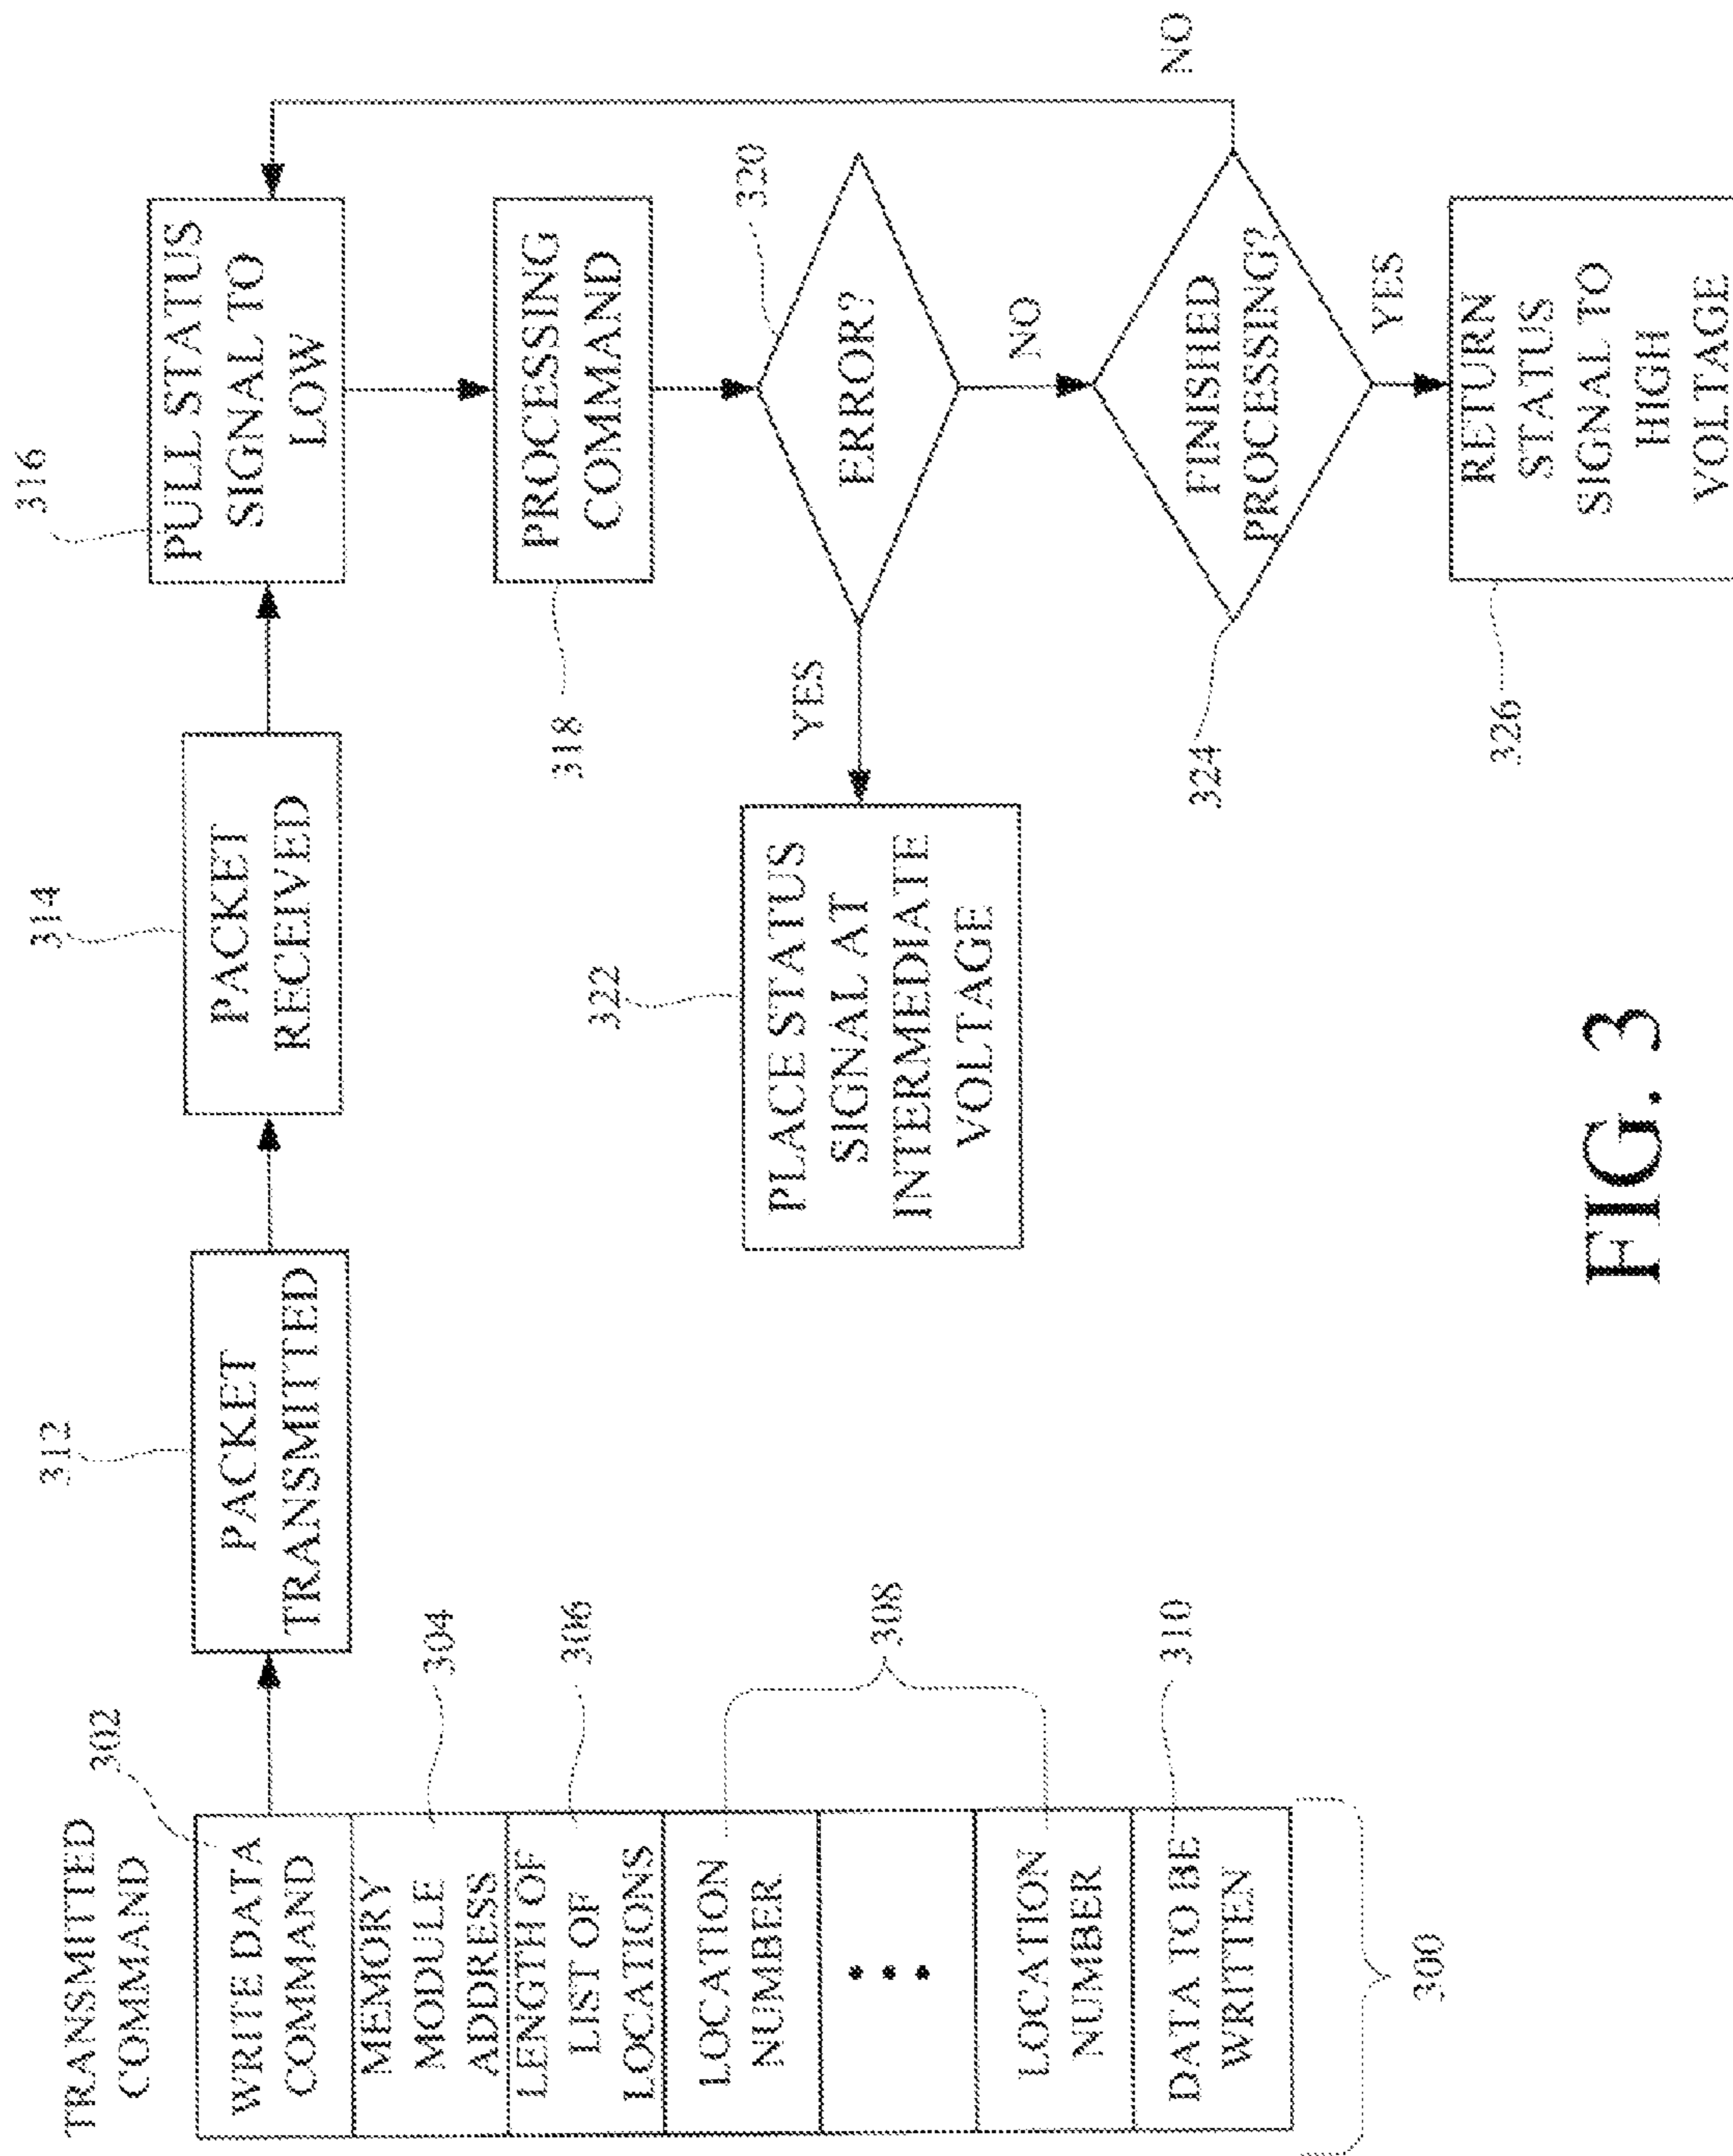 TRANSMITTED
COMMAND
302
WRITE DATA
COMMAND
MEMORY
MODULE
ADDRESS
304
LENGTH OF
LIST OF
LOCATIONS
306
LOCATION
NUMBER
308
• • •
LOCATION
NUMBER
DATA TO BE
WRITTEN
310
300
312
PACKET
TRANSMITTED
314
PACKET
RECEIVED
316
PULL STATUS
SIGNAL TO
LOW
PROCESSING
COMMAND
318
320
ERROR?
YES
322
PLACE STATUS
SIGNAL AT
INTERMEDIATE
VOLTAGE
NO
FINISHED
PROCESSING?
324
NO
YES
RETURN
STATUS
SIGNAL TO
HIGH
VOLTAGE
326
FIG. 3